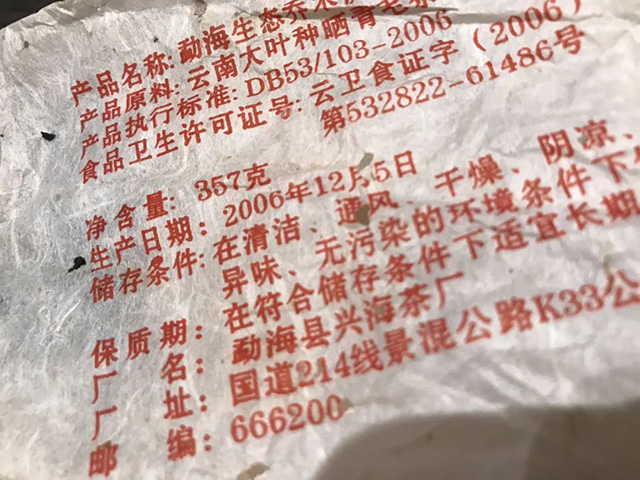 产品名称:勐海生态乔木
产品原料:云南大叶种晒青毛茶
产品执行标准:DB53/103-2006
食品卫生许可证号:云卫食证字(2006)
第532822-61486号
净含量: 357克
生产日期: 2006年12月5日
储存条件:在清洁、通风、干燥、阴凉、
异味、无污染的环境条件下
保质期:在符合储存条件下适宜长期
厂名:勐海县兴海茶厂
厂址:国道214线景混公路K33公
邮编:666200